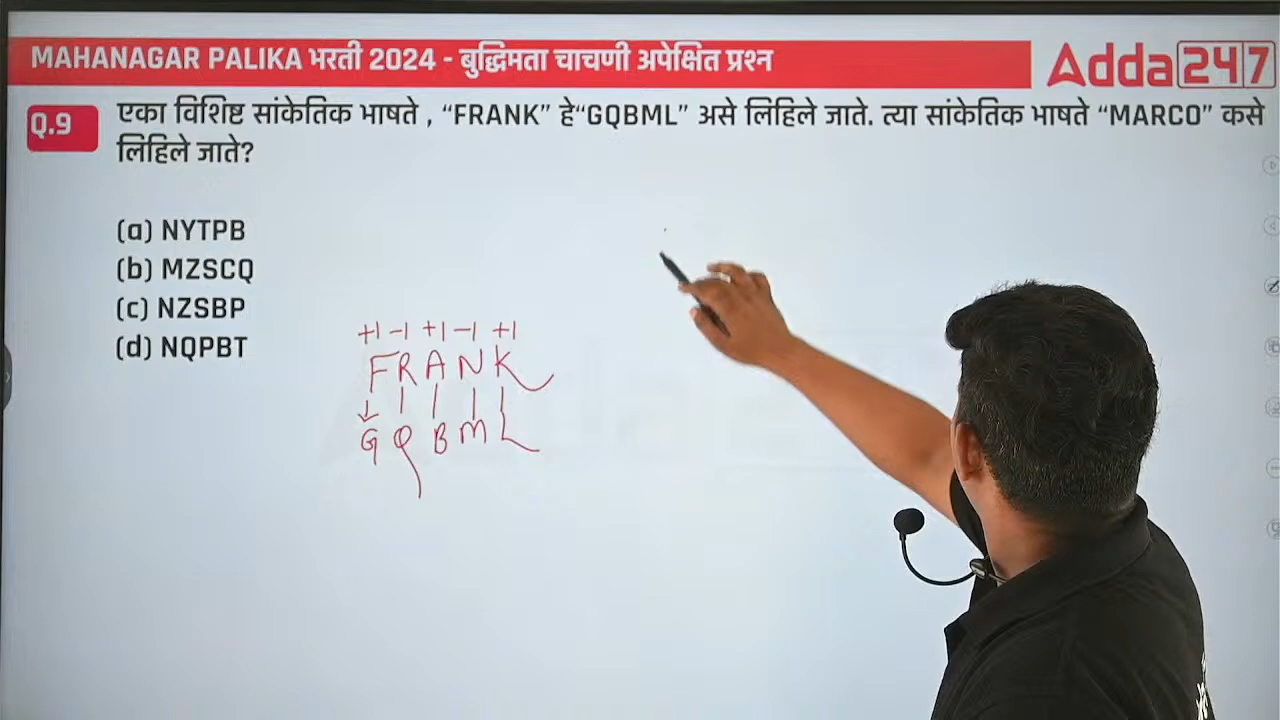 MAHANAGAR PALIKA भरती 2024 - बुद्धिमता चाचणी अपेक्षित प्रश्न
Adda247
Q.9
एका विशिष्ट सांकेतिक भाषते , “FRANK” हे“GQBML” असे लिहिले जाते. त्या सांकेतिक भाषते “MARCO” कसे
लिहिले जाते?
(a) NYTPB
(b) MZSCQ
(c) NZSBP
(d) NQPBT
+1 -1 +1 -1 +1
FRANK
GQBML